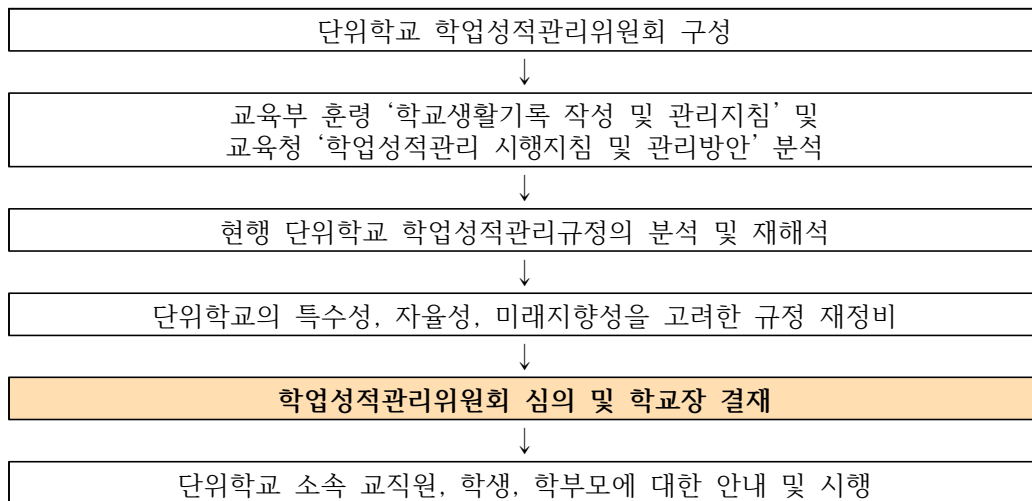 단위학교 학업성적관리위원회 구성
↓
교육부 훈령 ‘학교생활기록 작성 및 관리지침’ 및
교육청 ‘학업성적관리 시행지침 및 관리방안’ 분석
↓
현행 단위학교 학업성적관리규정의 분석 및 재해석
↓
단위학교의 특수성, 자율성, 미래지향성을 고려한 규정 재정비
↓
학업성적관리위원회 심의 및 학교장 결재
↓
단위학교 소속 교직원, 학생, 학부모에 대한 안내 및 시행